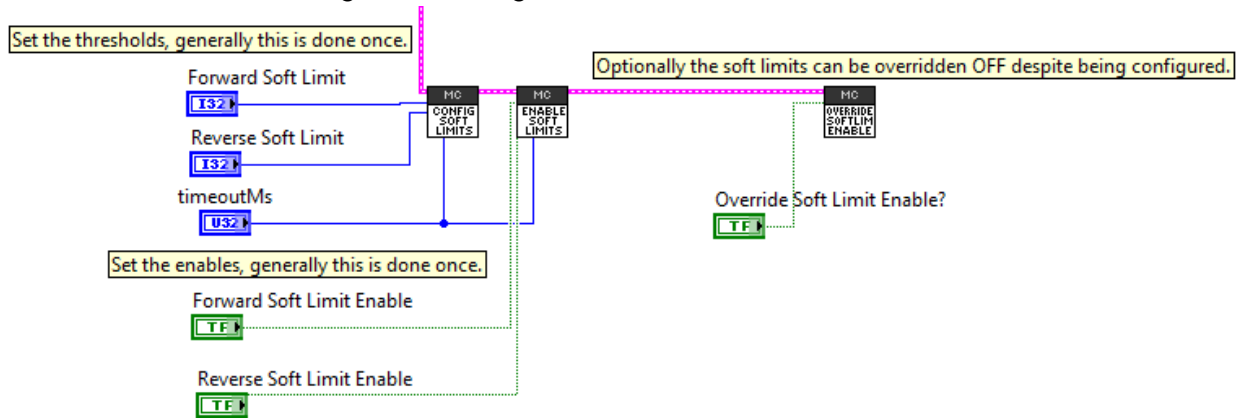 Set the thresholds, generally this is done once.
Optionally the soft limits can be overridden OFF despite being configured.
Forward Soft Limit
I32
MC
CONFIG
SOFT
LIMITS
MC
ENABLE
SOFT
LIMITS
MC
OVERRIDE
SOFTLIM
ENABLE
Reverse Soft Limit
I32
timeoutMs
U32
Override Soft Limit Enable?
TF
Set the enables, generally this is done once.
Forward Soft Limit Enable
TF
Reverse Soft Limit Enable
TF